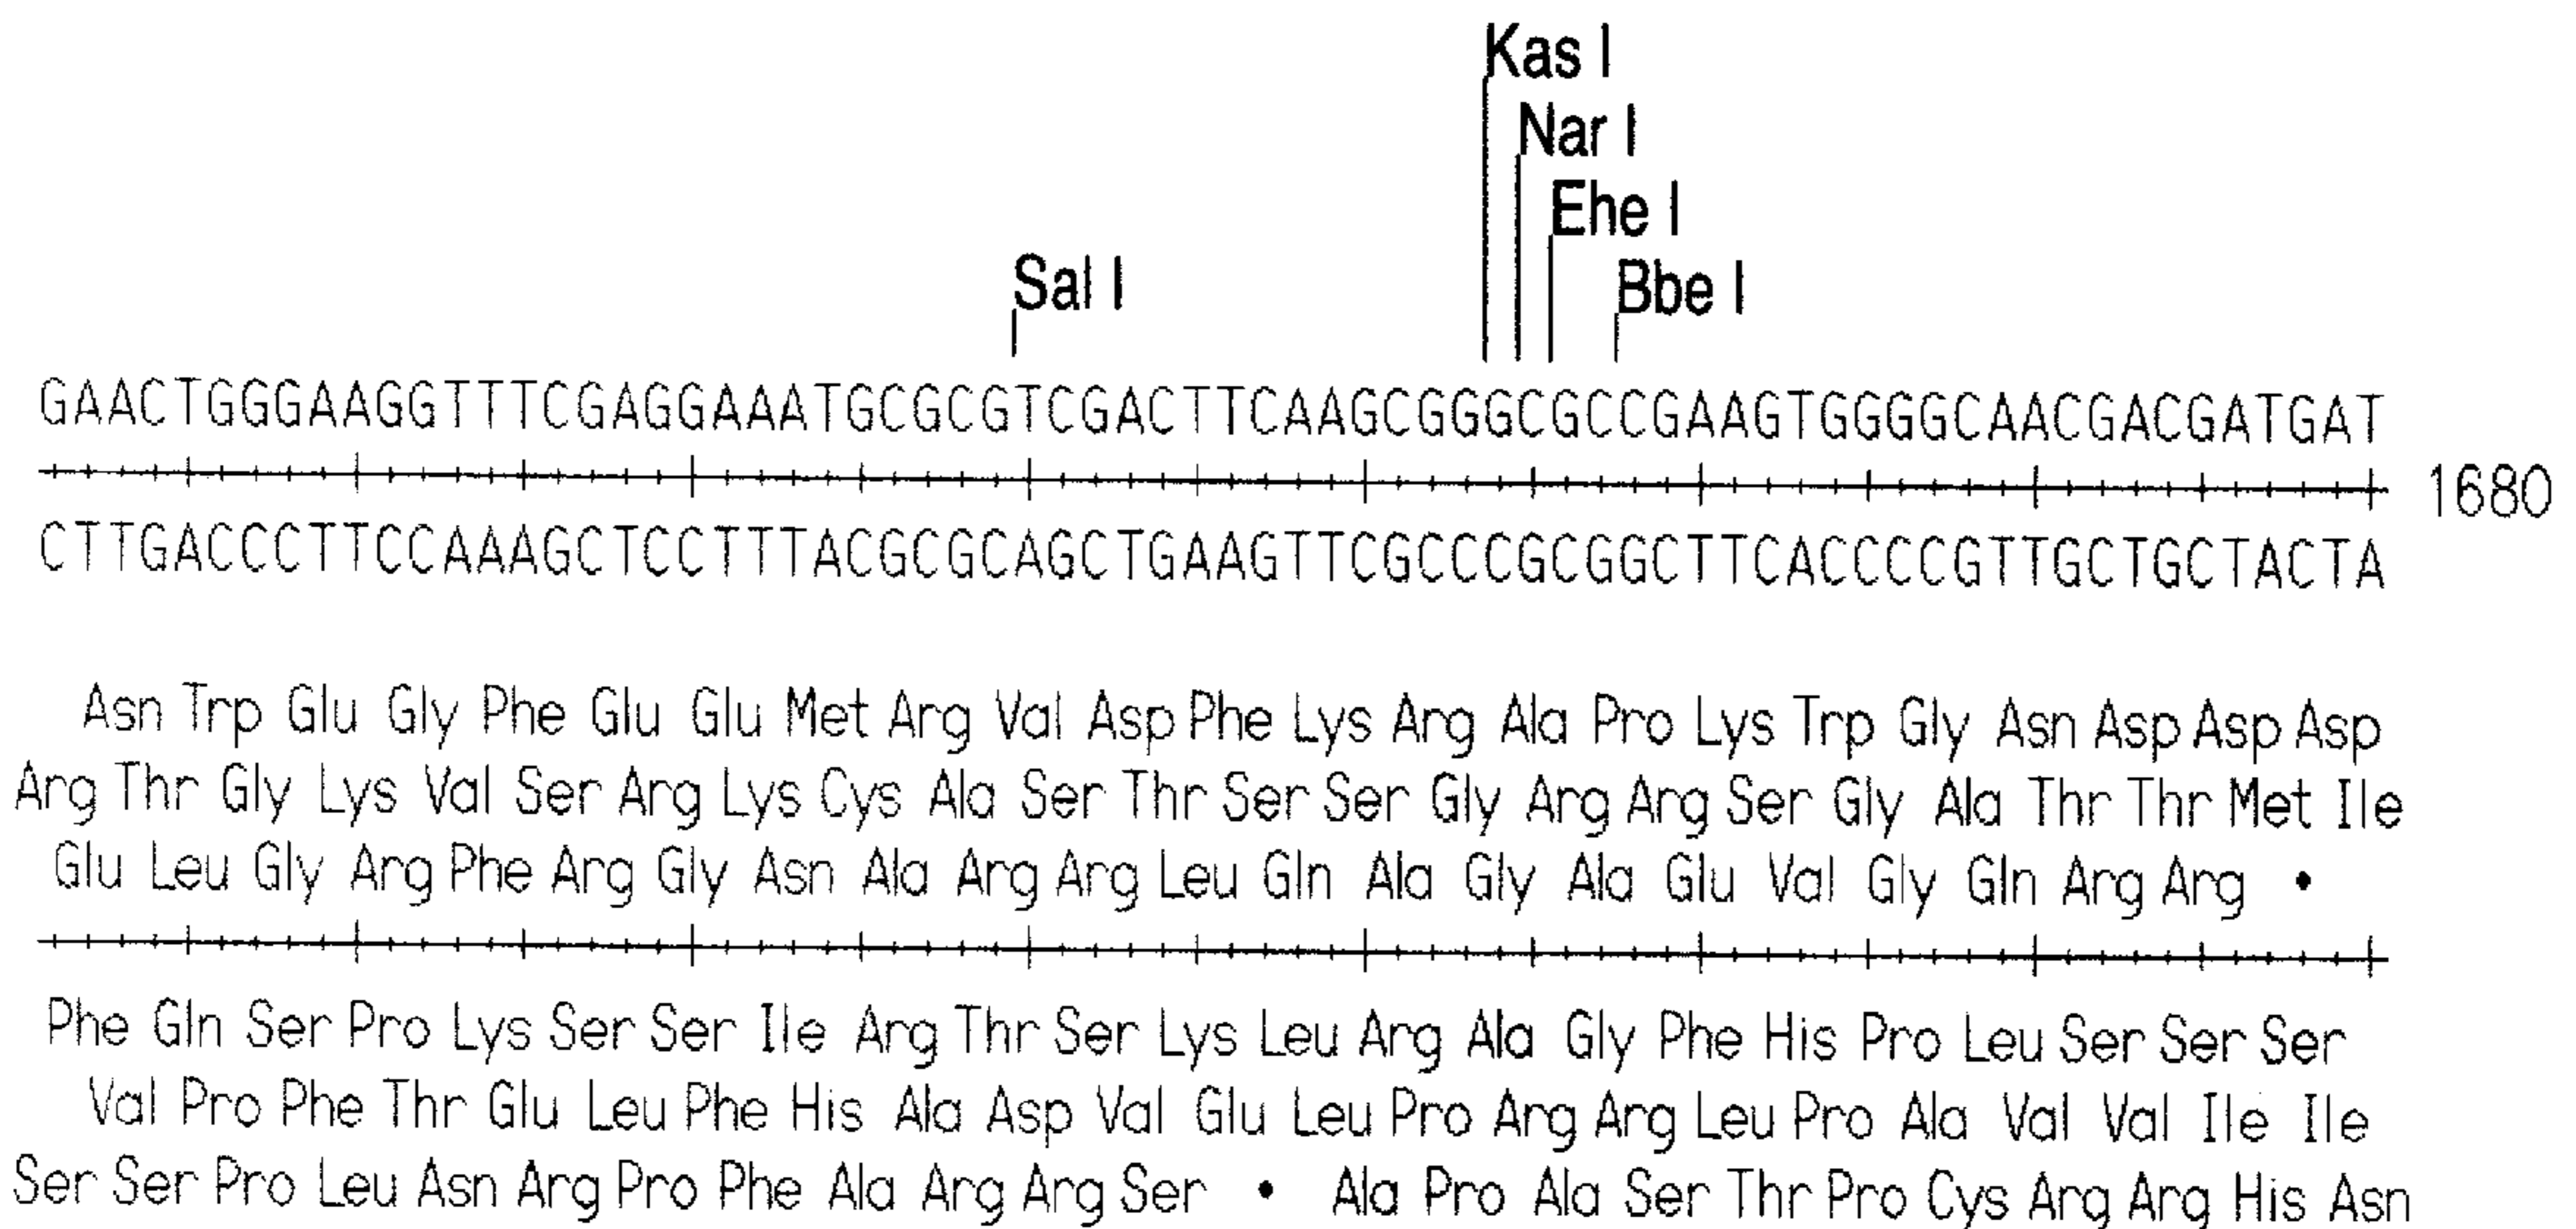 Kas I
Nar I
Ehe I
Sal I Bbe I
GAACTGGGAAGGTTTCGAGGAAATGCGCGTCGACTTCAAGCGGGCGCCGAAGTGGGGCAACGACGATGAT
1680
CTTGACCCTTCCAAAGCTCCTTTACGCGCAGCTGAAGTTCGCCCGCGGCTTCACCCCGTTGCTGCTACTA
Asn Trp Glu Gly Phe Glu Glu Met Arg Val Asp Phe Lys Arg Ala Pro Lys Trp Gly Asn Asp Asp Asp
Arg Thr Gly Lys Val Ser Arg Lys Cys Ala Ser Thr Ser Ser Gly Arg Arg Ser Gly Ala Thr Thr Met Ile
Glu Leu Gly Arg Phe Arg Gly Asn Ala Arg Arg Leu Gln Ala Gly Ala Glu Val Gly Gln Arg Arg •
Phe Gln Ser Pro Lys Ser Ser Ile Arg Thr Ser Lys Leu Arg Ala Gly Phe His Pro Leu Ser Ser Ser
Val Pro Phe Thr Glu Leu Phe His Ala Asp Val Glu Leu Pro Arg Arg Leu Pro Ala Val Val Ile Ile
Ser Ser Pro Leu Asn Arg Pro Phe Ala Arg Arg Ser • Ala Pro Ala Ser Thr Pro Cys Arg Arg His Asn